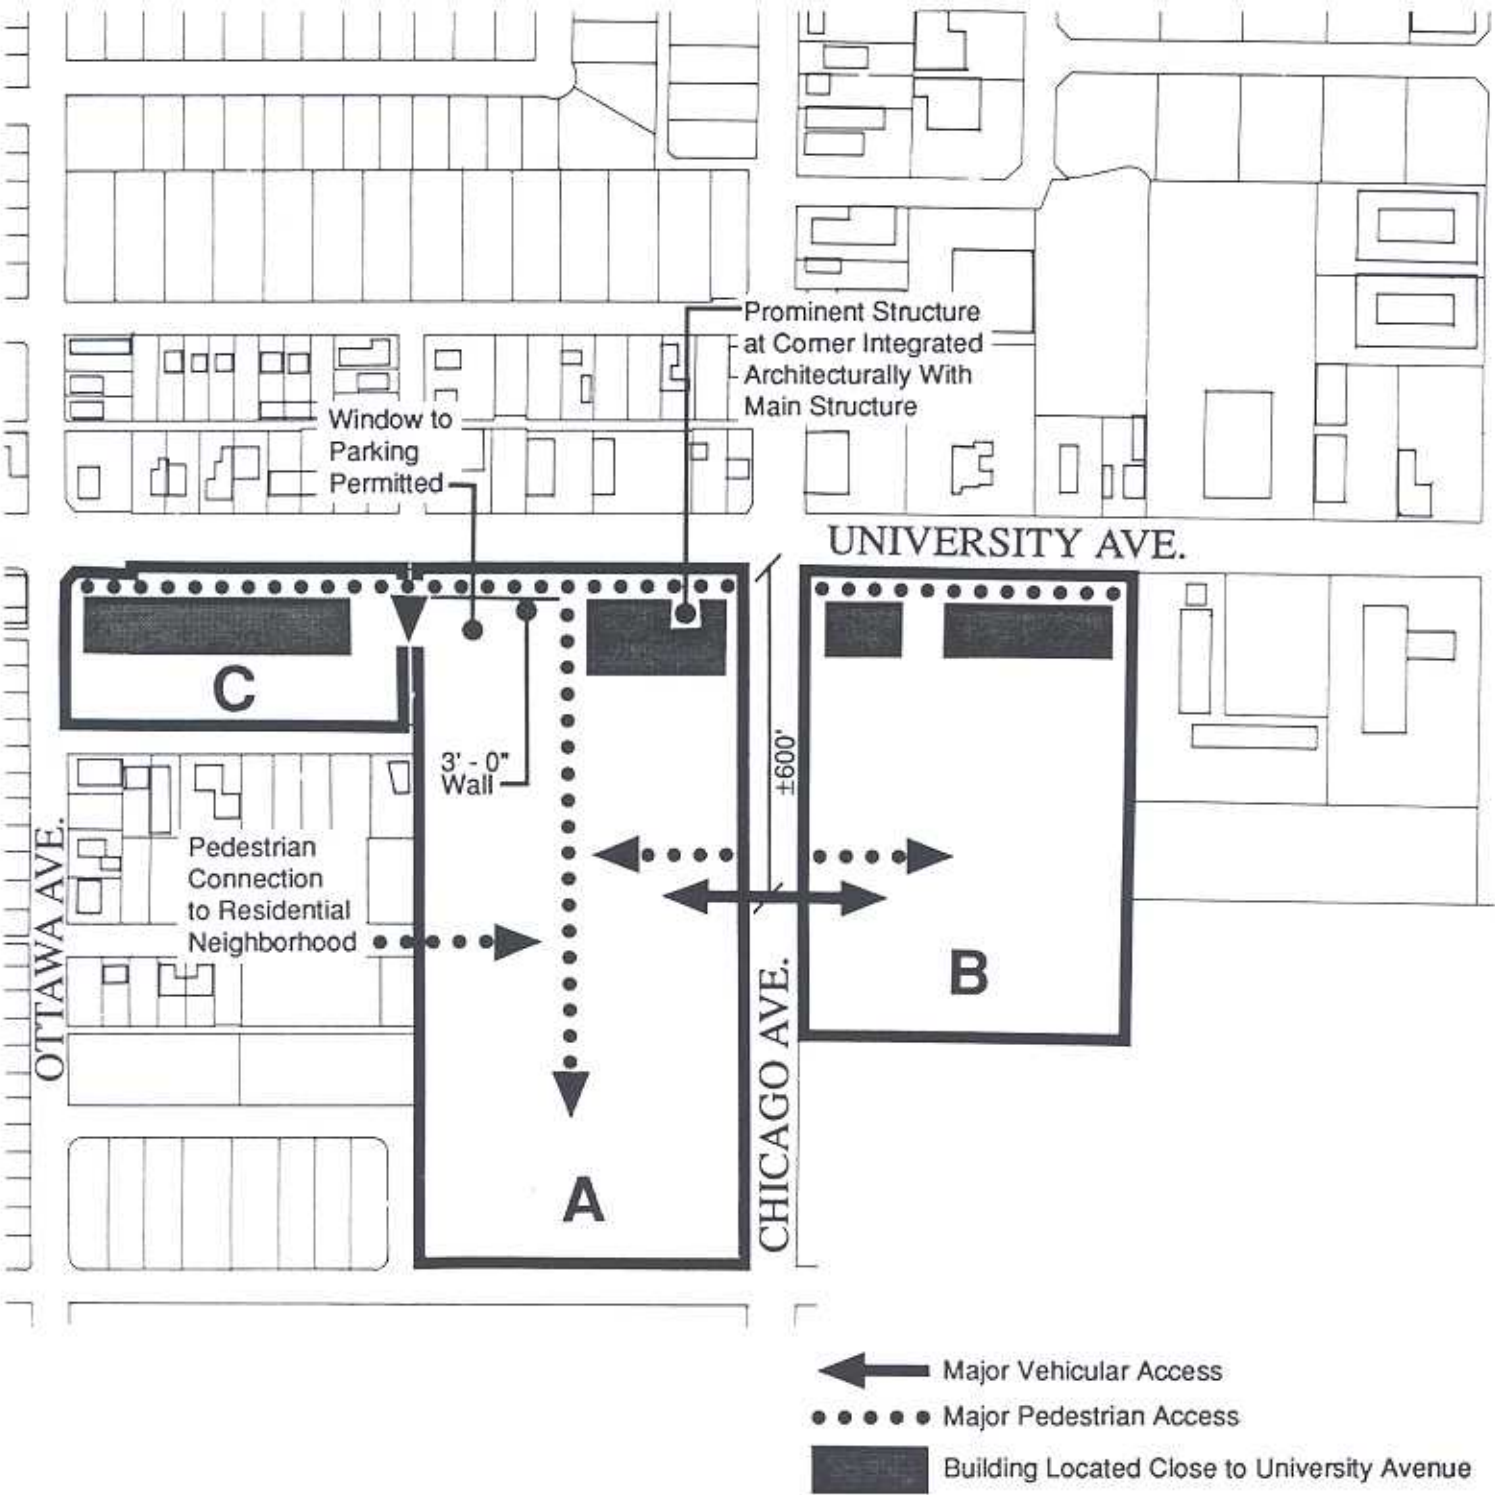 Prominent Structure
at Corner Integrated
Architecturally With
Main Structure
Window to
Parking
Permitted
UNIVERSITY AVE.
C
3' - 0"
Wall
±600'
Pedestrian
Connection
to Residential
Neighborhood
OTTAWA AVE.
B
CHICAGO AVE.
A
Major Vehicular Access
Major Pedestrian Access
Building Located Close to University Avenue